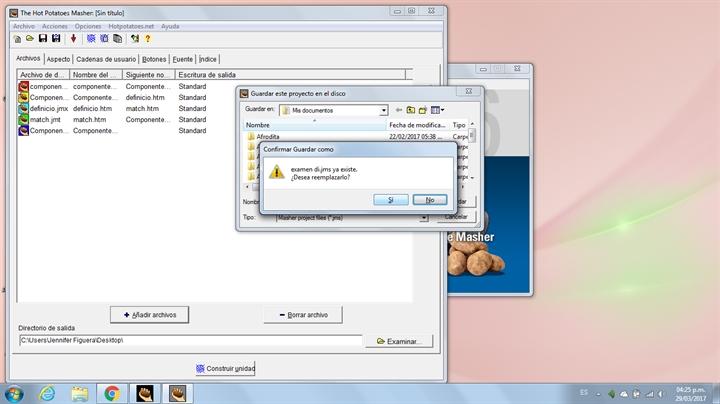 The Hot Potatoes Masher: [Sin título]
Archivo Acciones Opciones Hotpotatoes.net Ayuda
Archivos Aspecto Cadenas de usuario Botones Fuente Índice
Archivo de d... Nombre del ... Siguiente no... Escritura de salida
componen... componente... Componente... Standard
Componen... Componente... definicio.htm Standard
definicio.jmx definicio.htm match.htm Standard
match.jmt match.htm Componente... Standard
Componen... Componente... Standard
Guardar este proyecto en el disco
Guardar en: Mis documentos
Nombre Fecha de modifica... Tipo
Afrodita 22/02/2017 05:38 ... Carpe
Confirmar Guardar como
examen di.jms ya existe.
¿Desea reemplazarlo?
Sí No
Tipo: Masher project files (*.jms) Cancelar
e Masher
Añadir archivos Borrar archivo
Directorio de salida
C:\Users\Jennifer Figuera\Desktop\ Examinar...
Construir unidad
ES 04:25 p.m.
29/03/2017